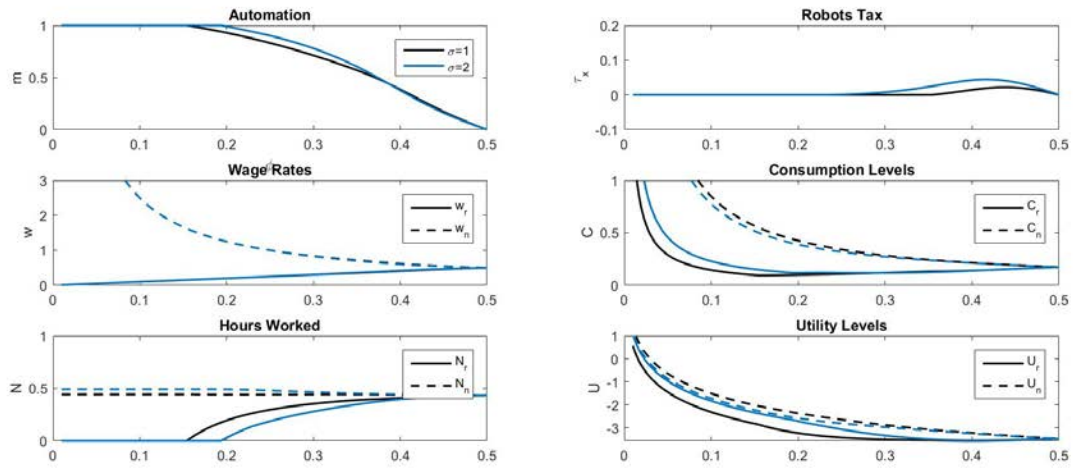 Automation
1
0.5
0
m
σ=1
σ=2
0 0.1 0.2 0.3 0.4 0.5
Robots Tax
0.2
0.1
0
-0.1
τx
0 0.1 0.2 0.3 0.4 0.5
Wage Rates
3
2
1
0
w
wr
wn
0 0.1 0.2 0.3 0.4 0.5
Consumption Levels
1
0.5
0
C
Cr
Cn
0 0.1 0.2 0.3 0.4 0.5
Hours Worked
1
0.5
0
N
Nr
Nn
0 0.1 0.2 0.3 0.4 0.5
Utility Levels
1
0
-1
-2
-3
U
Ur
Un
0 0.1 0.2 0.3 0.4 0.5